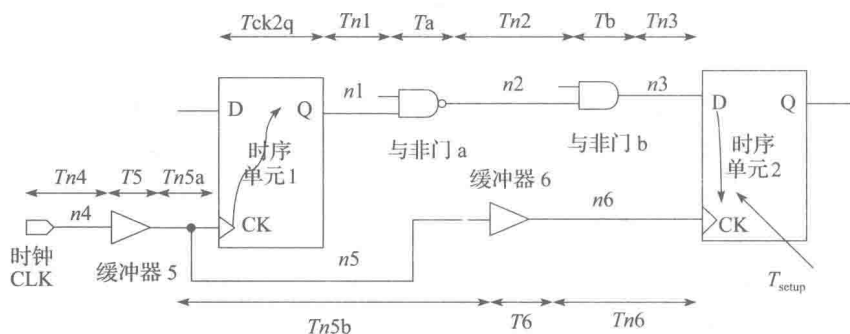 Tck2q Tn1 Ta Tn2 Tb Tn3
n1 n2 n3
D Q D Q
时序
单元1
与非门 a
与非门 b
时序
单元2
Tn4 T5 Tn5a
缓冲器 6
n4 n6
CK CK
时钟
CLK
缓冲器 5
n5
Tsetup
Tn5b T6 Tn6